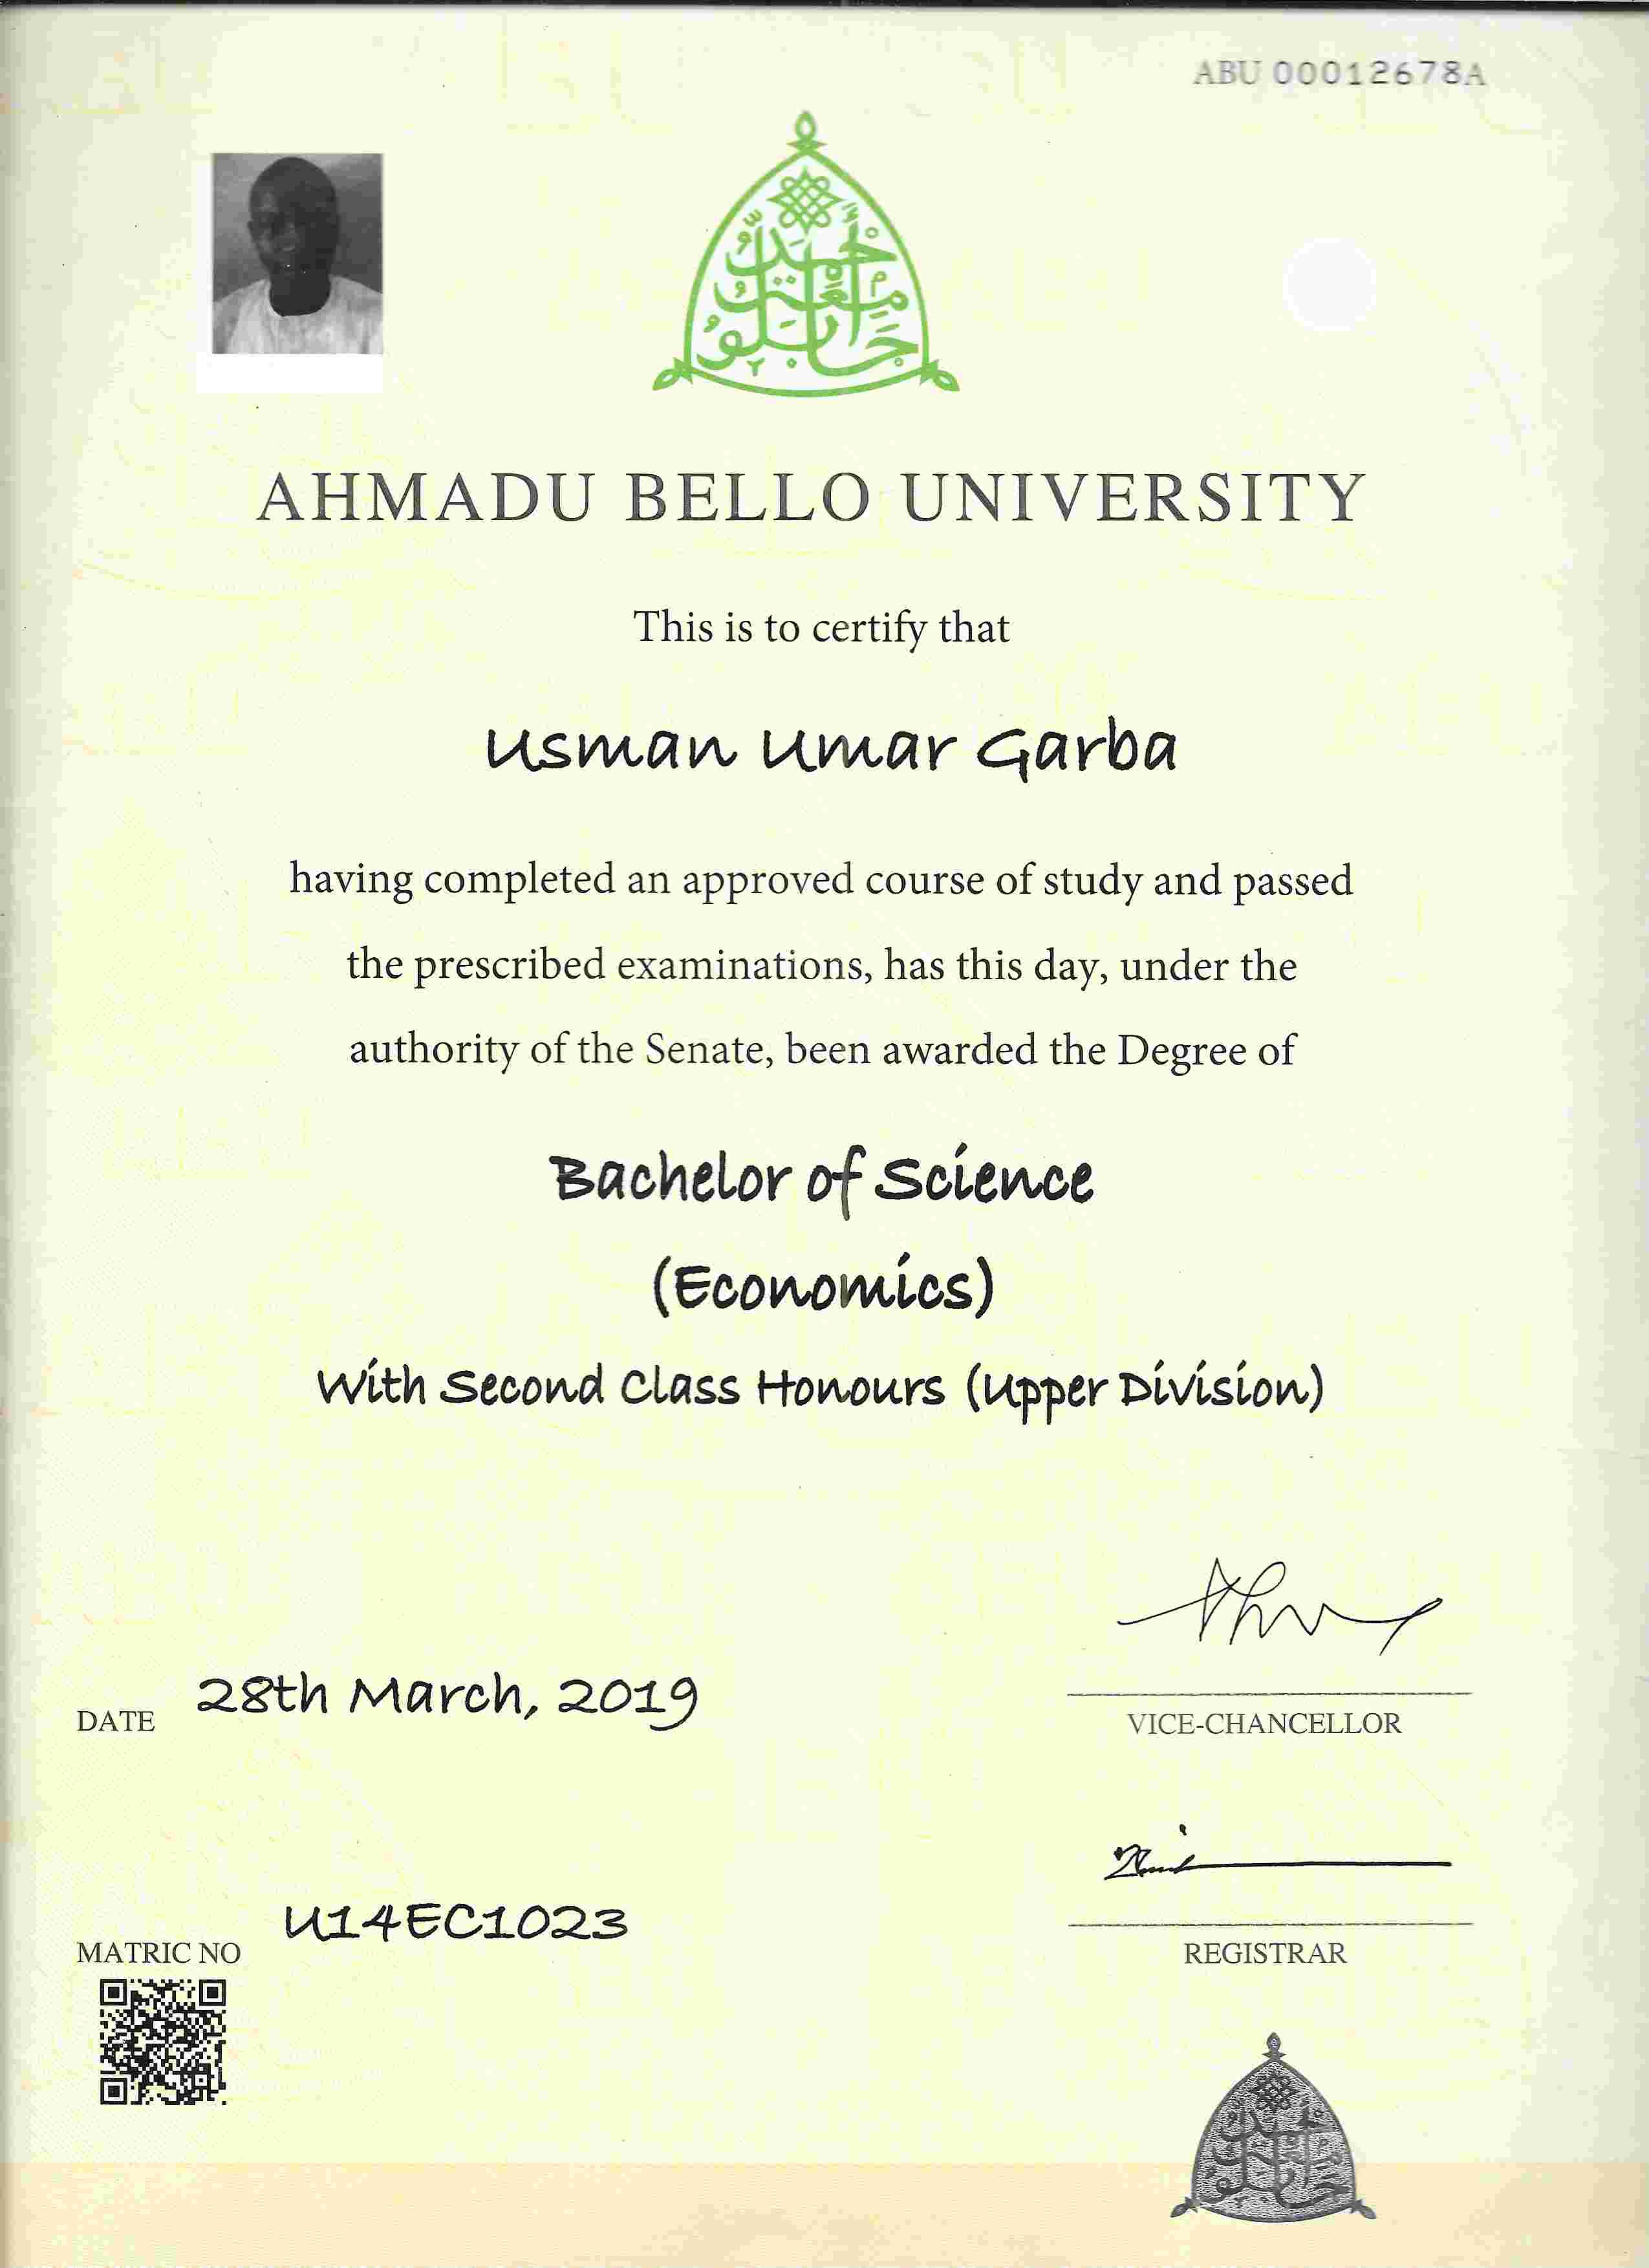 ABU 00012678A
AHMADU BELLO UNIVERSITY
This is to certify that
Usman Umar Garba
having completed an approved course of study and passed
the prescribed examinations, has this day, under the
authority of the Senate, been awarded the Degree of
Bachelor of Science
(Economics)
With Second Class Honours (Upper Division)
DATE 28th March, 2019
VICE-CHANCELLOR
MATRIC NO U14EC1023
REGISTRAR